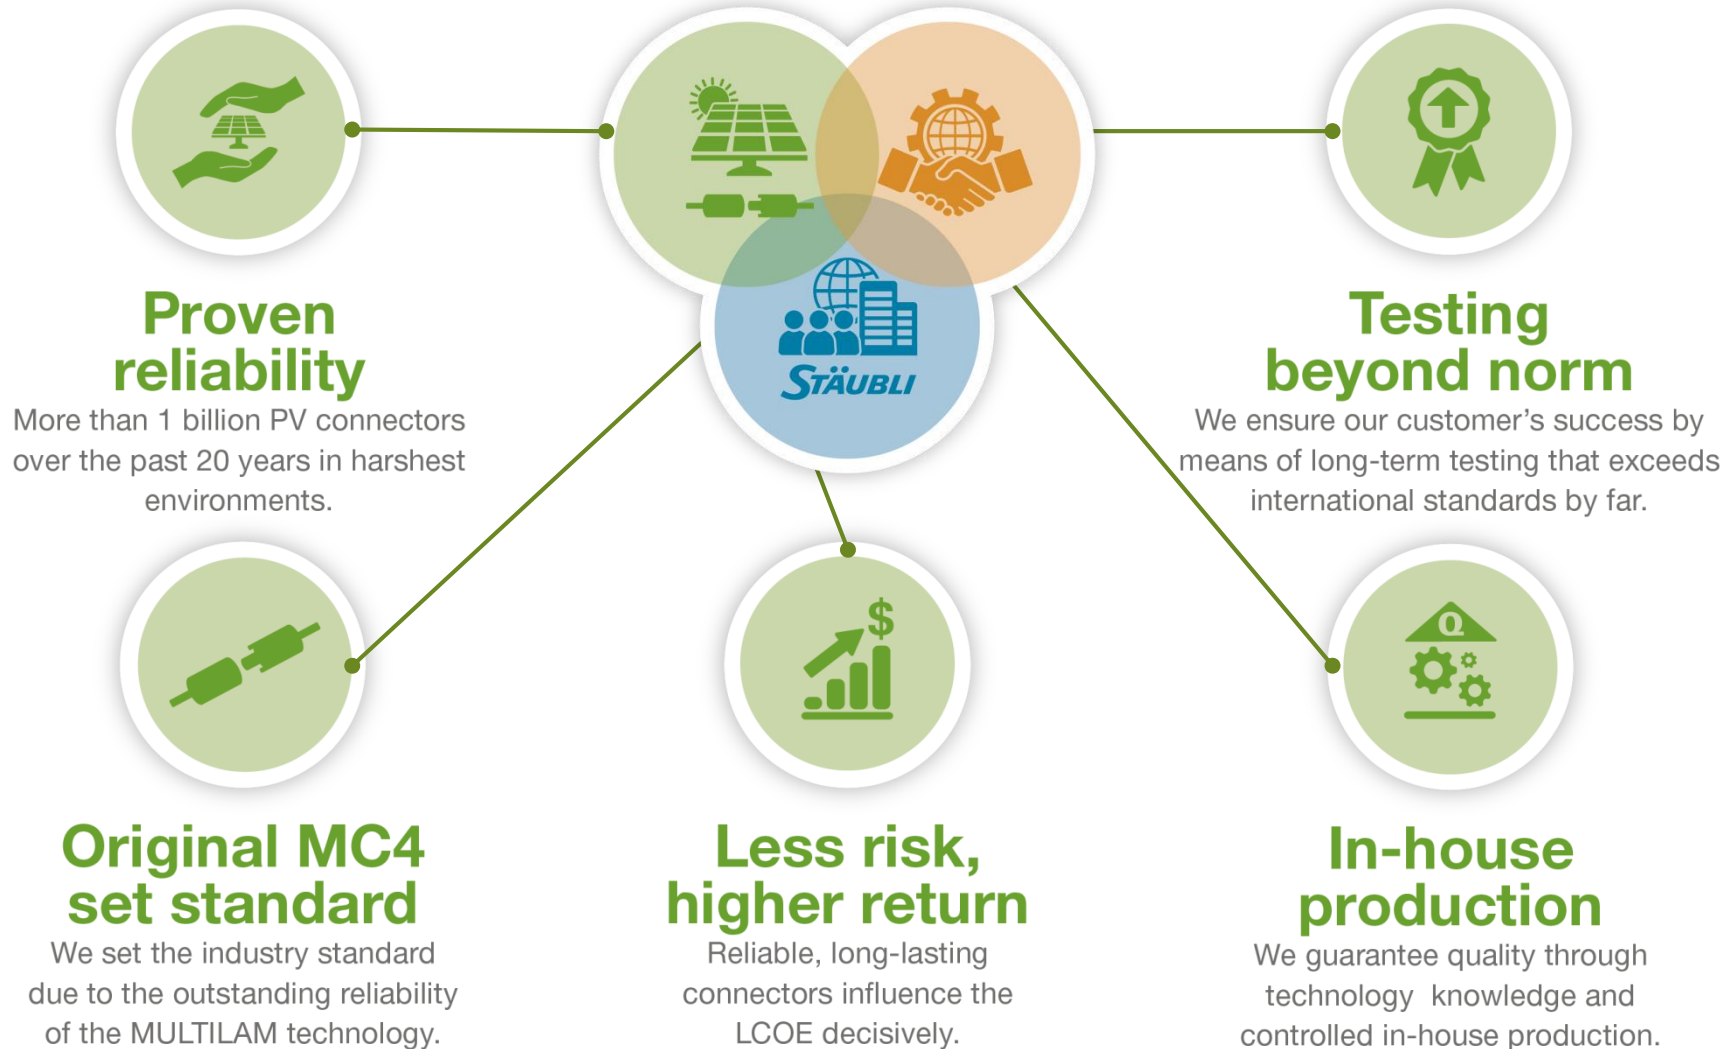 STÄUBLI
Proven
reliability
More than 1 billion PV connectors
over the past 20 years in harshest
environments.
Testing
beyond norm
We ensure our customer’s success by
means of long-term testing that exceeds
international standards by far.
$
Q
Original MC4
set standard
We set the industry standard
due to the outstanding reliability
of the MULTILAM technology.
Less risk,
higher return
Reliable, long-lasting
connectors influence the
LCOE decisively.
In-house
production
We guarantee quality through
technology  knowledge and
controlled in-house production.